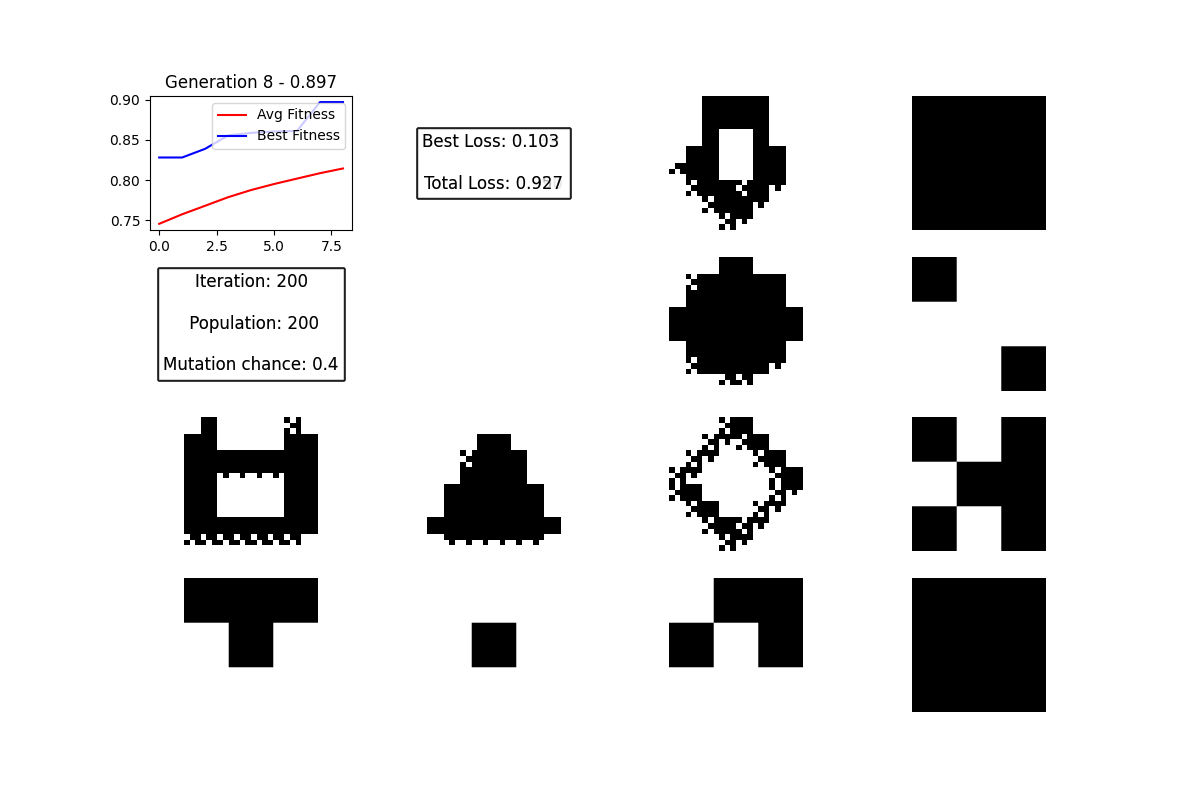 Generation 8 - 0.897
0.90
0.85
0.80
0.75
0.0
2.5
5.0
7.5
Avg Fitness
Best Fitness
Best Loss: 0.103
Total Loss: 0.927
Iteration: 200
Population: 200
Mutation chance: 0.4